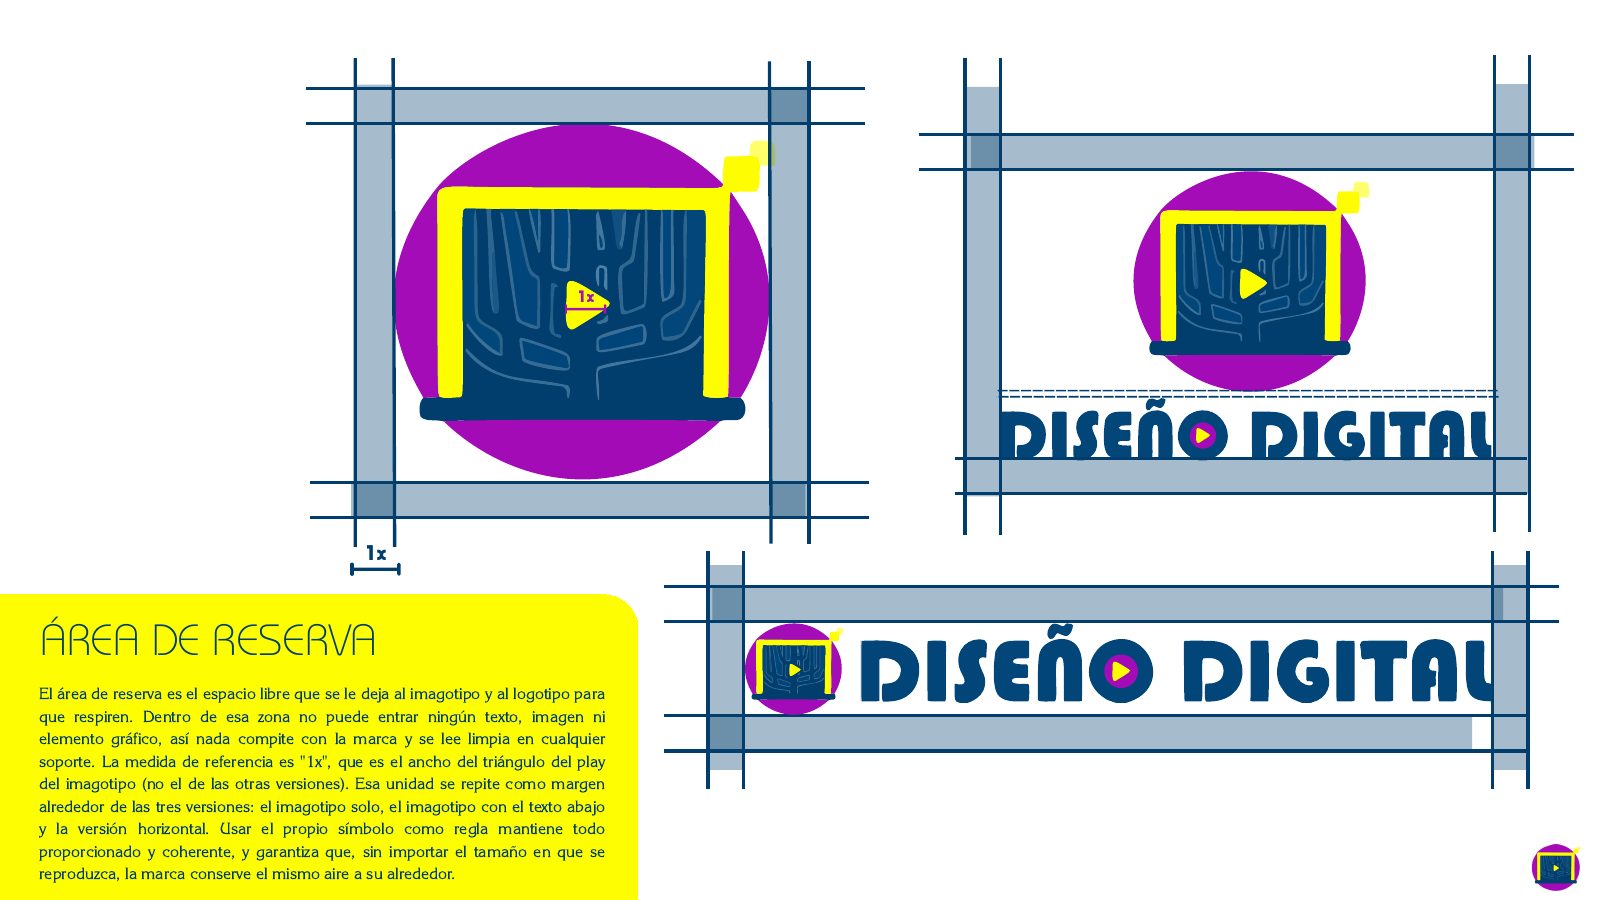 1x
1x
DISEÑO DIGITAL
DISEÑO DIGITAL
ÁREA DE RESERVA
El área de reserva es el espacio libre que se le deja al imagotipo y al logotipo para
que respiren. Dentro de esa zona no puede entrar ningún texto, imagen ni
elemento gráfico, así nada compite con la marca y se lee limpia en cualquier
soporte. La medida de referencia es "1x", que es el ancho del triángulo del play
del imagotipo (no el de las otras versiones). Esa unidad se repite como margen
alrededor de las tres versiones: el imagotipo solo, el imagotipo con el texto abajo
y la versión horizontal. Usar el propio símbolo como regla mantiene todo
proporcionado y coherente, y garantiza que, sin importar el tamaño en que se
reproduzca, la marca conserve el mismo aire a su alrededor.